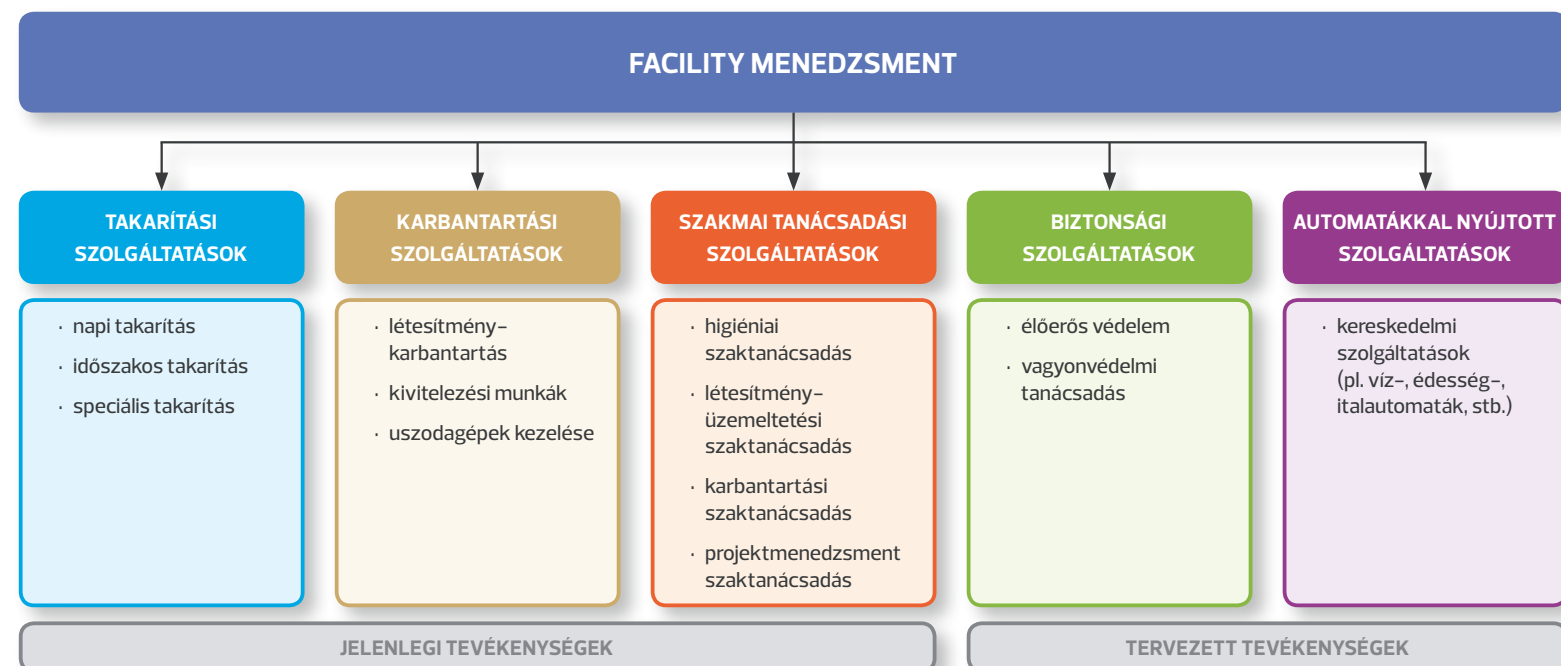 FACILITY MENEDZSMENT
TAKARÍTÁSI
SZOLGÁLTATÁSOK
· napi takarítás
· időszakos takarítás
· speciális takarítás
KARBANTARTÁSI
SZOLGÁLTATÁSOK
· létesítmény-
karbantartás
· kivitelezési munkák
· uszodagépek kezelése
SZAKMAI TANÁCSADÁSI
SZOLGÁLTATÁSOK
· higiéniai
szaktanácsadás
· létesítmény-
üzemeltetési
szaktanácsadás
· karbantartási
szaktanácsadás
· projektmenedzsment
szaktanácsadás
BIZTONSÁGI
SZOLGÁLTATÁSOK
· élőerős védelem
· vagyonvédelmi
tanácsadás
AUTOMATÁKKAL NYÚJTOTT
SZOLGÁLTATÁSOK
· kereskedelmi
szolgáltatások
(pl. víz-, édesség-,
italautomaták, stb.)
JELENLEGI TEVÉKENYSÉGEK
TERVEZETT TEVÉKENYSÉGEK